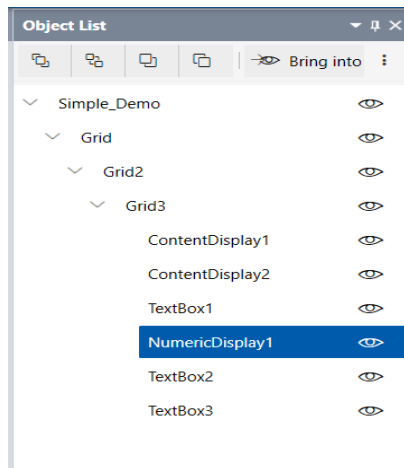 Object List
Bring into
Simple_Demo
Grid
Grid2
Grid3
ContentDisplay1
ContentDisplay2
TextBox1
NumericDisplay1
TextBox2
TextBox3